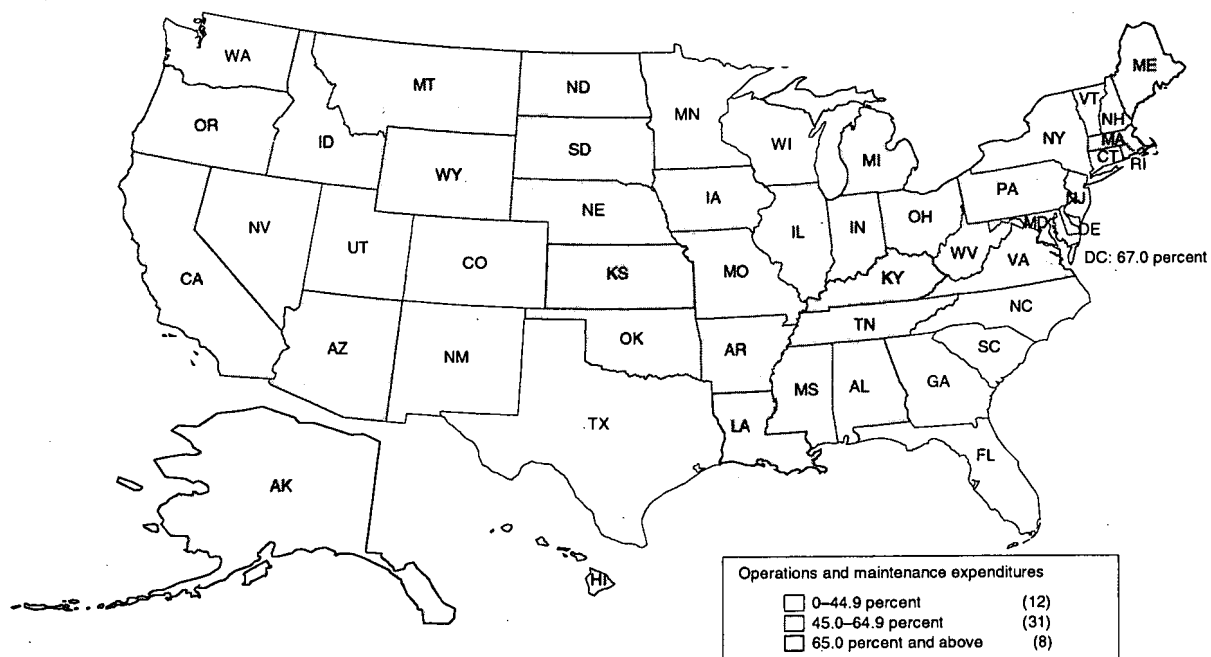 WA
MT
ND
MN
ME
VT
NH
OR
ID
SD
WI
MI
NY
MA
CT
RI
WY
IA
PA
NJ
NE
NV
UT
CO
IL
IN
OH
MD
DE
WV
VA
DC: 67.0 percent
CA
KS
MO
KY
NC
TN
AZ
NM
OK
AR
SC
MS
AL
GA
TX
LA
FL
AK
HI
Operations and maintenance expenditures
0–44.9 percent (12)
45.0–64.9 percent (31)
65.0 percent and above (8)